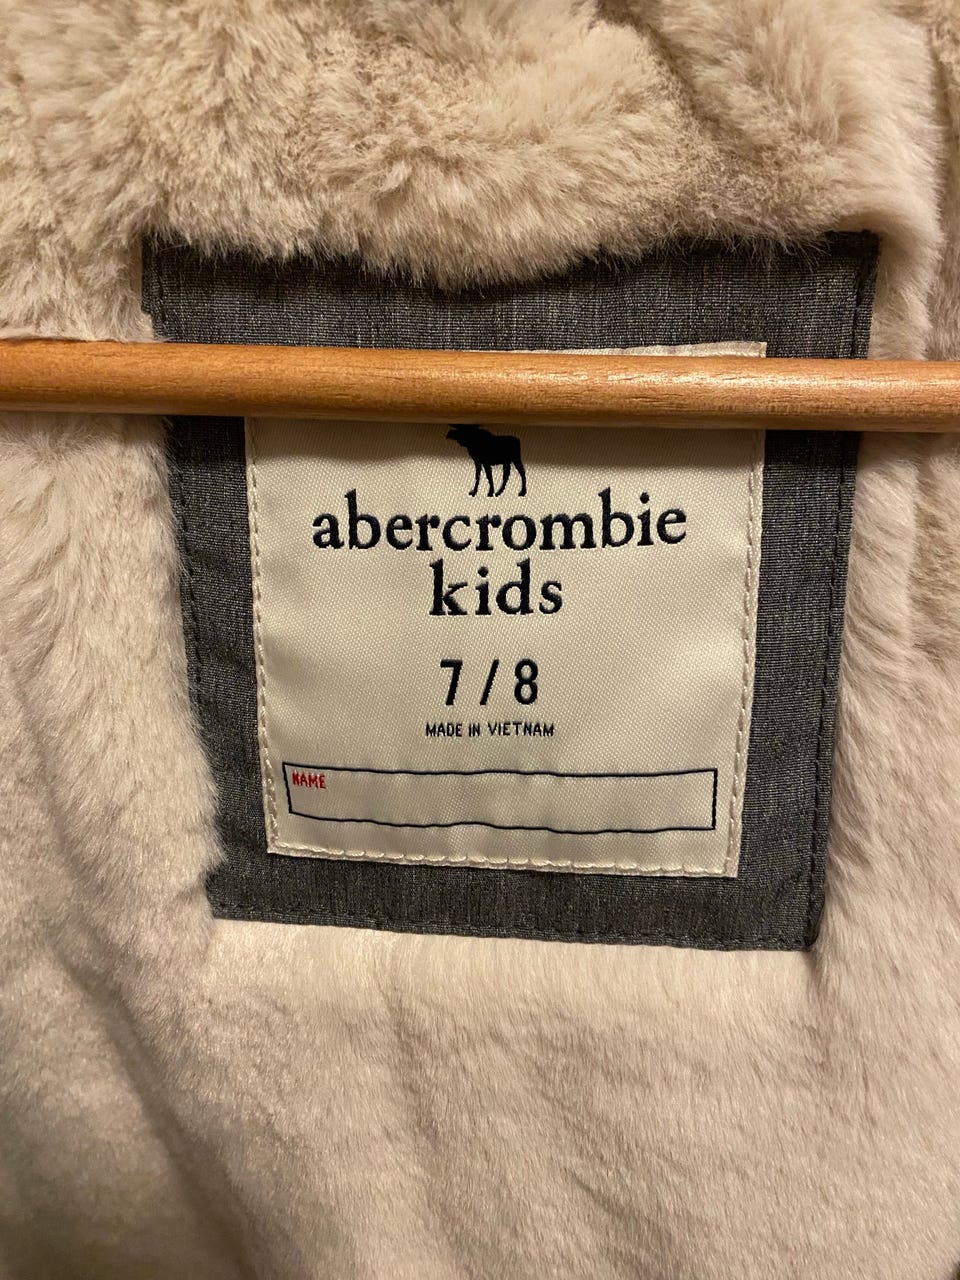 abercrombie
kids
7/8
MADE IN VIETNAM
NAME